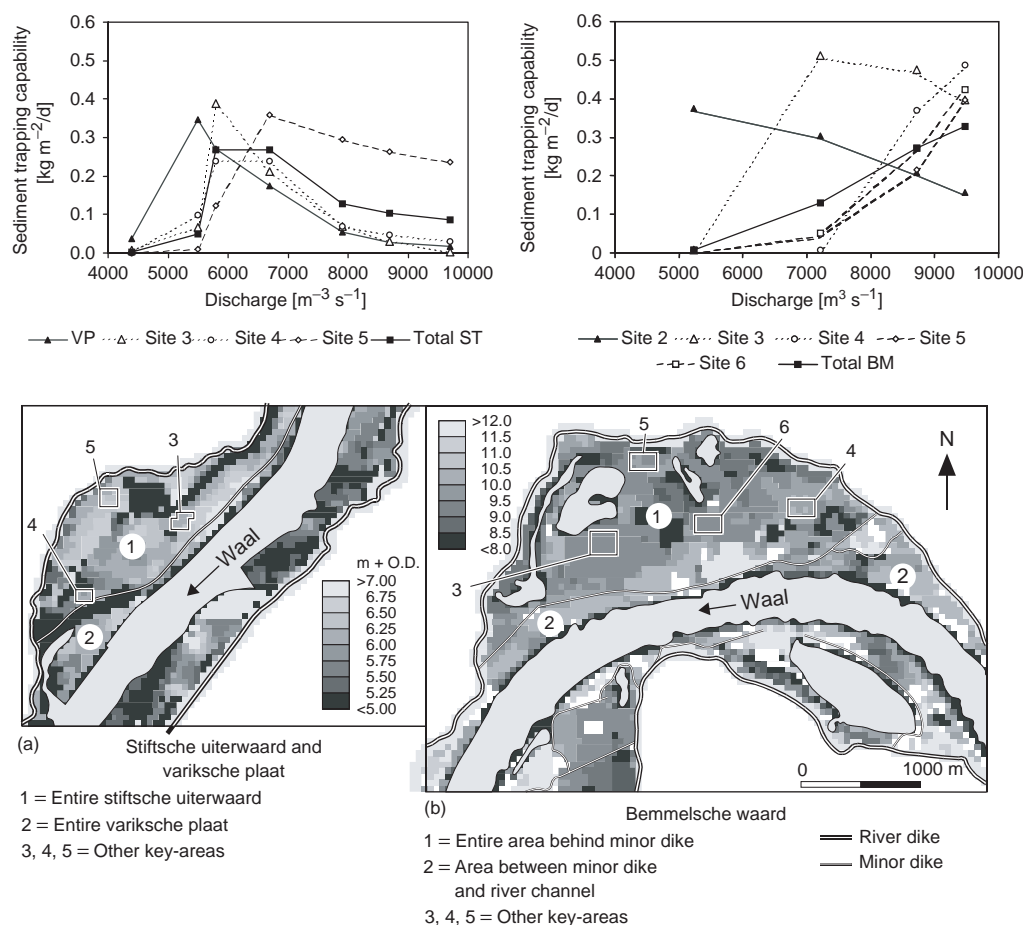 0.6
0.5
0.4
0.3
0.2
0.1
0.0
Sediment trapping capability
[kg m⁻²/d]
4000 5000 6000 7000 8000 9000 10000
Discharge [m⁻³ s⁻¹]
VP Site 3 Site 4 Site 5 Total ST
0.6
0.5
0.4
0.3
0.2
0.1
0.0
Sediment trapping capability
[kg m⁻²/d]
4000 5000 6000 7000 8000 9000 10000
Discharge [m³ s⁻¹]
Site 2 Site 3 Site 4 Site 5
Site 6 Total BM
5
3
4
1
2
Waal
m + O.D.
>7.00
6.75
6.50
6.25
6.00
5.75
5.50
5.25
<5.00
(a)
Stiftsche uiterwaard and
variksche plaat
1 = Entire stiftsche uiterwaard
2 = Entire variksche plaat
3, 4, 5 = Other key-areas
>12.0
11.5
11.0
10.5
10.0
9.5
9.0
8.5
<8.0
5
6
4
N
1
3
2
2
Waal
0 1000 m
(b)
Bemmelsche waard
1 = Entire area behind minor dike
2 = Area between minor dike
and river channel
3, 4, 5 = Other key-areas
River dike
Minor dike